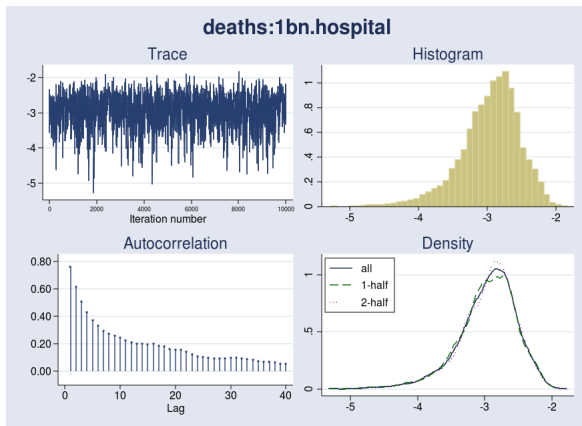 deaths:1bn.hospital
Trace
-2
-3
-4
-5
0 2000 4000 6000 8000 10000
Iteration number
Histogram
1
.8
.6
.4
.2
0
-5 -4 -3 -2
Autocorrelation
0.80
0.60
0.40
0.20
0.00
0 10 20 30 40
Lag
Density
all
1-half
2-half
1
.5
0
-5 -4 -3 -2